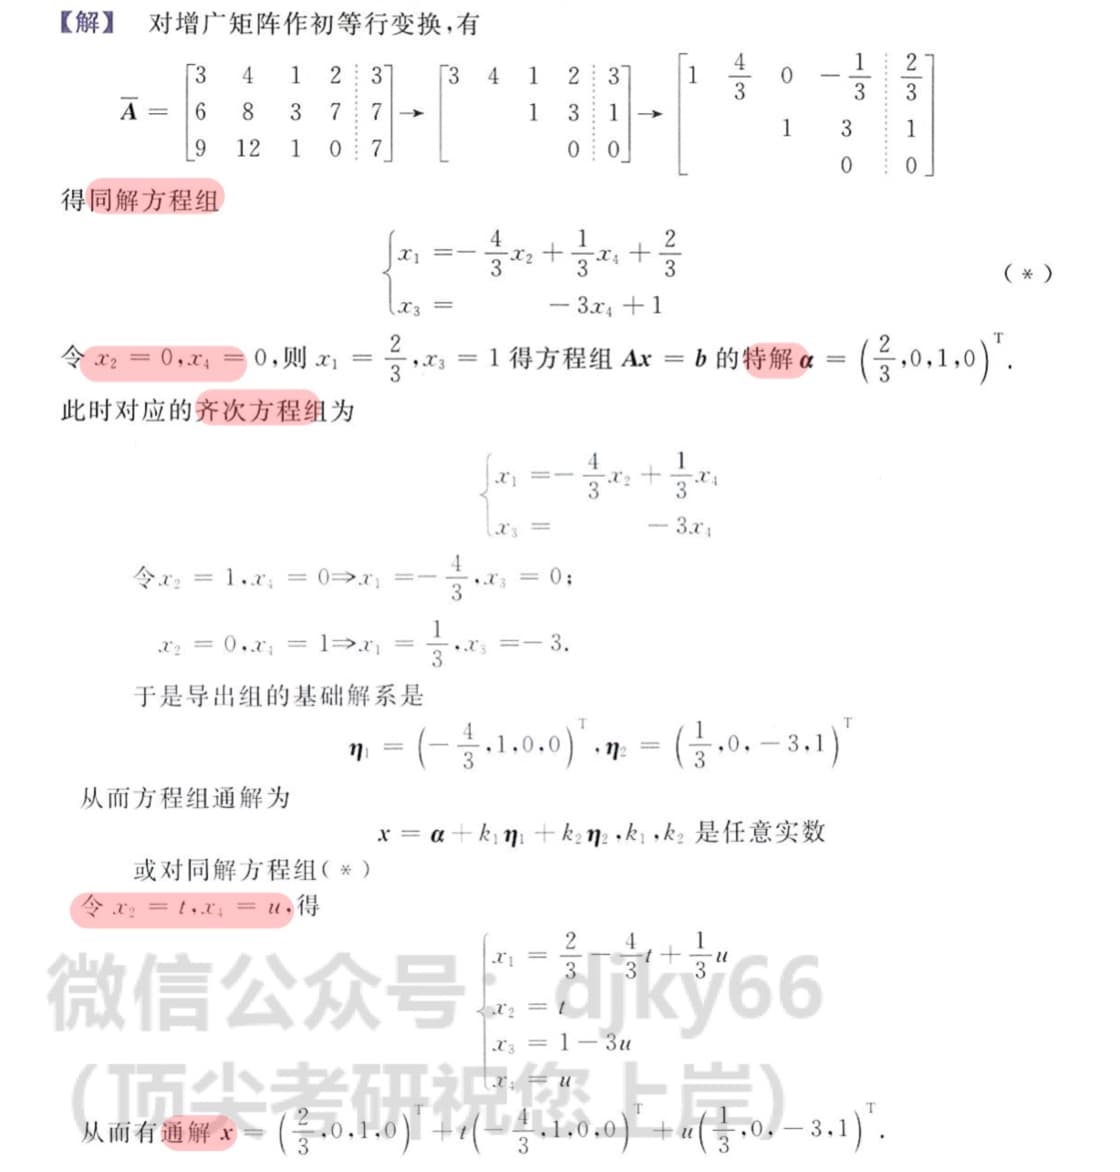 【解】 对增广矩阵作初等行变换,有
$\overline{A} = \begin{bmatrix} 3 & 4 & 1 & 2 & \vdots & 3 \\ 6 & 8 & 3 & 7 & \vdots & 7 \\ 9 & 12 & 1 & 0 & \vdots & 7 \end{bmatrix} \to \begin{bmatrix} 3 & 4 & 1 & 2 & \vdots & 3 \\ & & 1 & 3 & \vdots & 1 \\ & & & 0 & \vdots & 0 \end{bmatrix} \to \begin{bmatrix} 1 & \frac{4}{3} & 0 & -\frac{1}{3} & \vdots & \frac{2}{3} \\ & & 1 & 3 & \vdots & 1 \\ & & & 0 & \vdots & 0 \end{bmatrix}$
得同解方程组
$\begin{cases} x_1 = -\frac{4}{3}x_2 + \frac{1}{3}x_4 + \frac{2}{3} \\ x_3 = -3x_4 + 1 \end{cases}$ (*)
令 $x_2 = 0, x_4 = 0$,则 $x_1 = \frac{2}{3}, x_3 = 1$ 得方程组 $Ax = b$ 的特解 $\alpha = \left(\frac{2}{3},0,1,0\right)^T$.
此时对应的齐次方程组为
$\begin{cases} x_1 = -\frac{4}{3}x_2 + \frac{1}{3}x_4 \\ x_3 = -3x_4 \end{cases}$
令 $x_2 = 1, x_4 = 0 \Rightarrow x_1 = -\frac{4}{3}, x_3 = 0$;
$x_2 = 0, x_4 = 1 \Rightarrow x_1 = \frac{1}{3}, x_3 = -3$.
于是导出组的基础解系是
$\eta_1 = \left(-\frac{4}{3},1,0,0\right)^T, \eta_2 = \left(\frac{1}{3},0,-3,1\right)^T$
从而方程组通解为
$x = \alpha + k_1\eta_1 + k_2\eta_2, k_1, k_2$ 是任意实数
或对同解方程组(*)
令 $x_2 = t, x_4 = u$,得
$\begin{cases} x_1 = \frac{2}{3} - \frac{4}{3}t + \frac{1}{3}u \\ x_2 = t \\ x_3 = 1 - 3u \\ x_4 = u \end{cases}$
微信公众号：djky66
(顶尖考研祝您上岸)
从而有通解 $x = \left(\frac{2}{3},0,1,0\right)^T + t\left(-\frac{4}{3},1,0,0\right)^T + u\left(\frac{1}{3},0,-3,1\right)^T$.